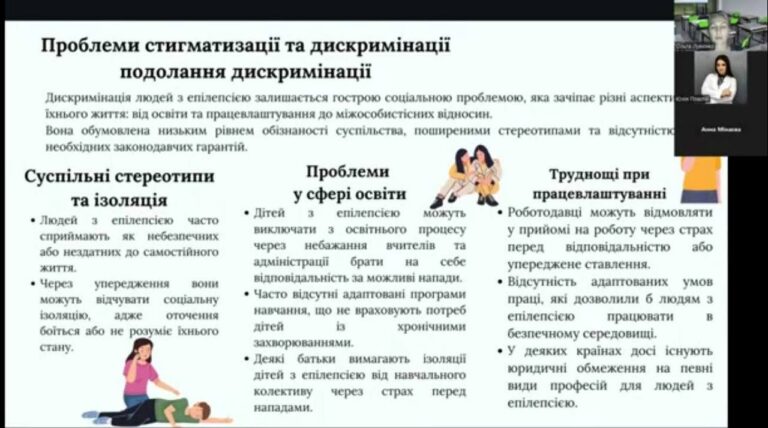 Проблеми стигматизації та дискримінації
подолання дискримінації
Дискримінація людей з епілепсією залишається гострою соціальною проблемою, яка зачіпає різні аспекти
їхнього життя: від освіти та працевлаштування до міжособистісних відносин.
Вона обумовлена низьким рівнем обізнаності суспільства, поширеними стереотипами та відсутністю
необхідних законодавчих гарантій.
Суспільні стереотипи
та ізоляція
• Людей з епілепсією часто
сприймають як небезпечних
або нездатних до самостійного
життя.
• Через упередження вони
можуть відчувати соціальну
ізоляцію, адже оточення
боїться або не розуміє їхнього
стану.
Проблеми
у сфері освіти
• Дітей з епілепсією можуть
виключати з освітнього процесу
через небажання вчителів та
адміністрації брати на себе
відповідальність за можливі напади.
• Часто відсутні адаптовані програми
навчання, що не враховують потреб
дітей із хронічними
захворюваннями.
• Деякі батьки вимагають ізоляції
дітей з епілепсією від навчального
колективу через страх перед
нападами.
Труднощі при
працевлаштуванні
• Роботодавці можуть відмовляти
у прийомі на роботу через страх
перед відповідальністю або
упереджене ставлення.
• Відсутність адаптованих умов
праці, які дозволили б людям з
епілепсією працювати в
безпечному середовищі.
• У деяких країнах досі існують
юридичні обмеження на певні
види професій для людей з
епілепсією.
Анна Мінаєва